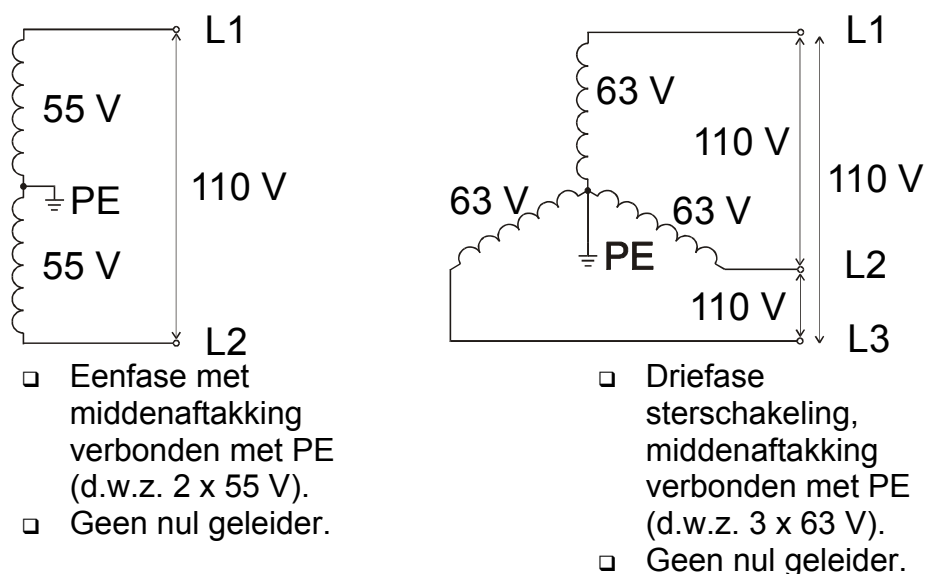 L1
55 V
110 V
PE
55 V
L2
L1
63 V
110 V
110 V
63 V
63 V
PE
L2
110 V
L3
❑ Eenfase met
middenaftakking
verbonden met PE
(d.w.z. 2 x 55 V).
❑ Geen nul geleider.
❑ Driefase
sterschakeling,
middenaftakking
verbonden met PE
(d.w.z. 3 x 63 V).
❑ Geen nul geleider.